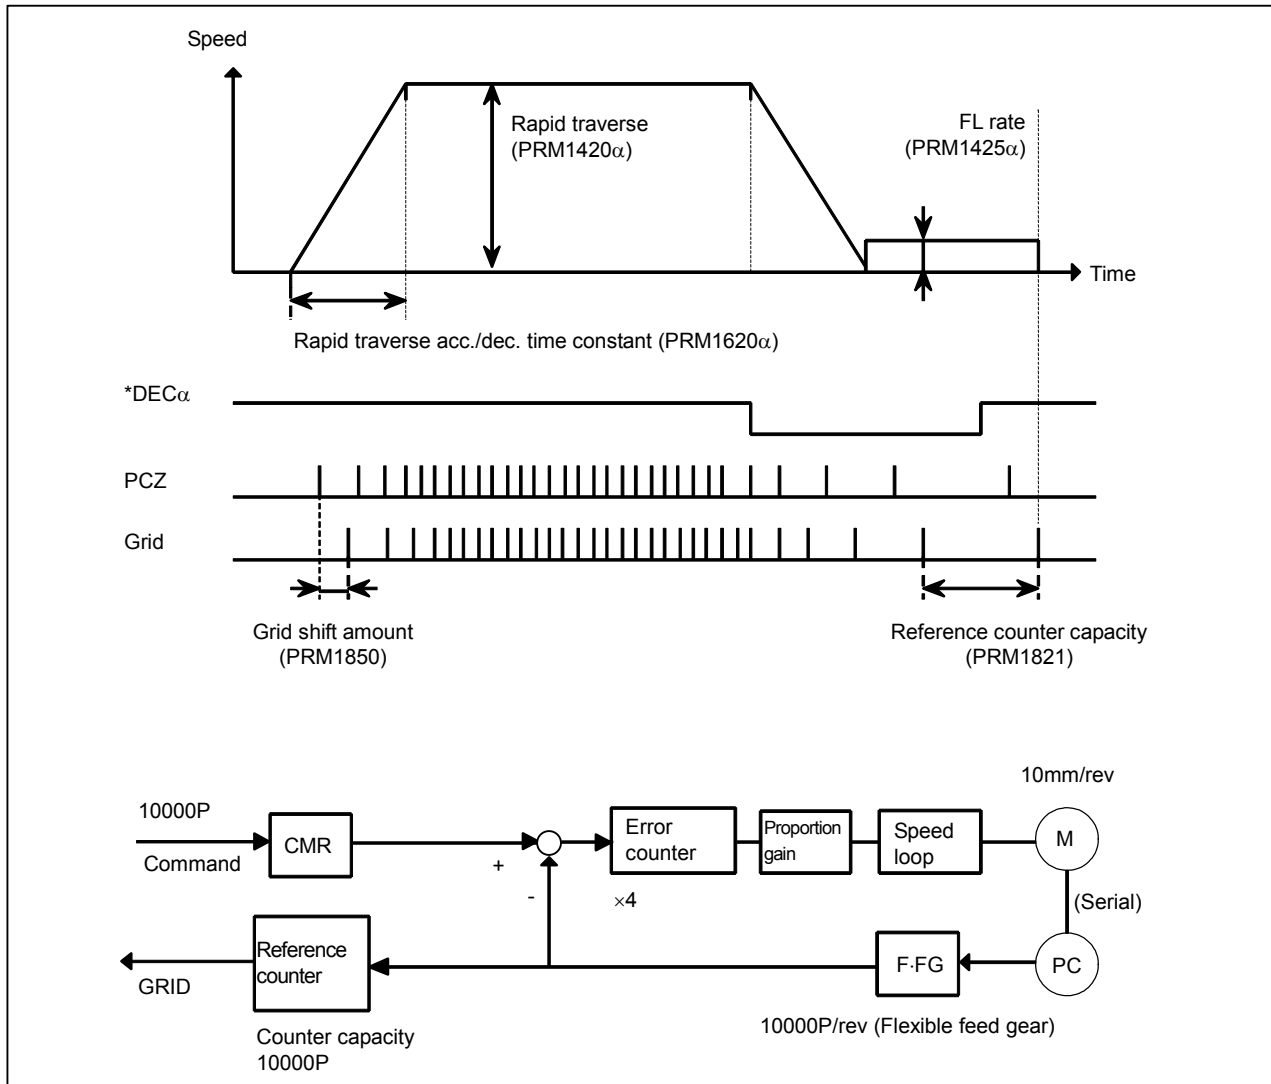 Speed
Rapid traverse
(PRM1420α)
FL rate
(PRM1425α)
Time
Rapid traverse acc./dec. time constant (PRM1620α)
*DECα
PCZ
Grid
Grid shift amount
(PRM1850)
Reference counter capacity
(PRM1821)
10mm/rev
10000P
Command
CMR
+
-
Error
counter
×4
Proportion
gain
Speed
loop
M
(Serial)
PC
F·FG
10000P/rev (Flexible feed gear)
Reference
counter
GRID
Counter capacity
10000P